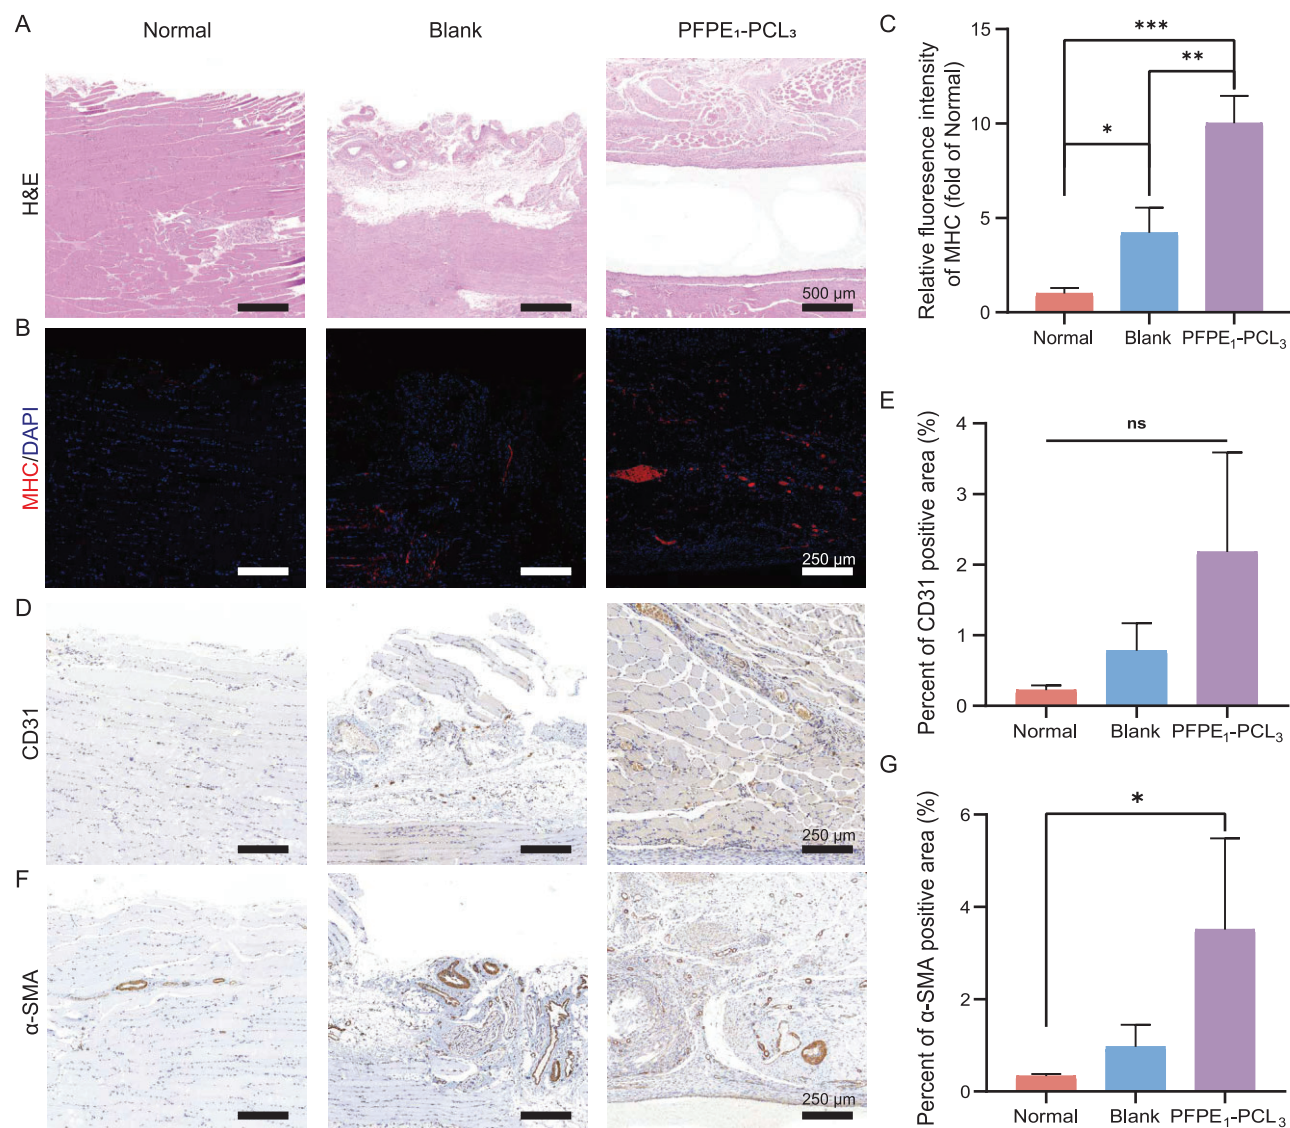 A
Normal
Blank
PFPE₁-PCL₃
H&E
500 µm
B
MHC/DAPI
250 µm
D
CD31
250 µm
F
α-SMA
250 µm
C
Relative fluoresence intensity
of MHC (fold of Normal)
15
10
5
0
***
**
*
Normal
Blank
PFPE₁-PCL₃
E
Percent of CD31 positive area (%)
4
3
2
1
0
ns
Normal
Blank
PFPE₁-PCL₃
G
Percent of α-SMA positive area (%)
6
4
2
0
*
Normal
Blank
PFPE₁-PCL₃